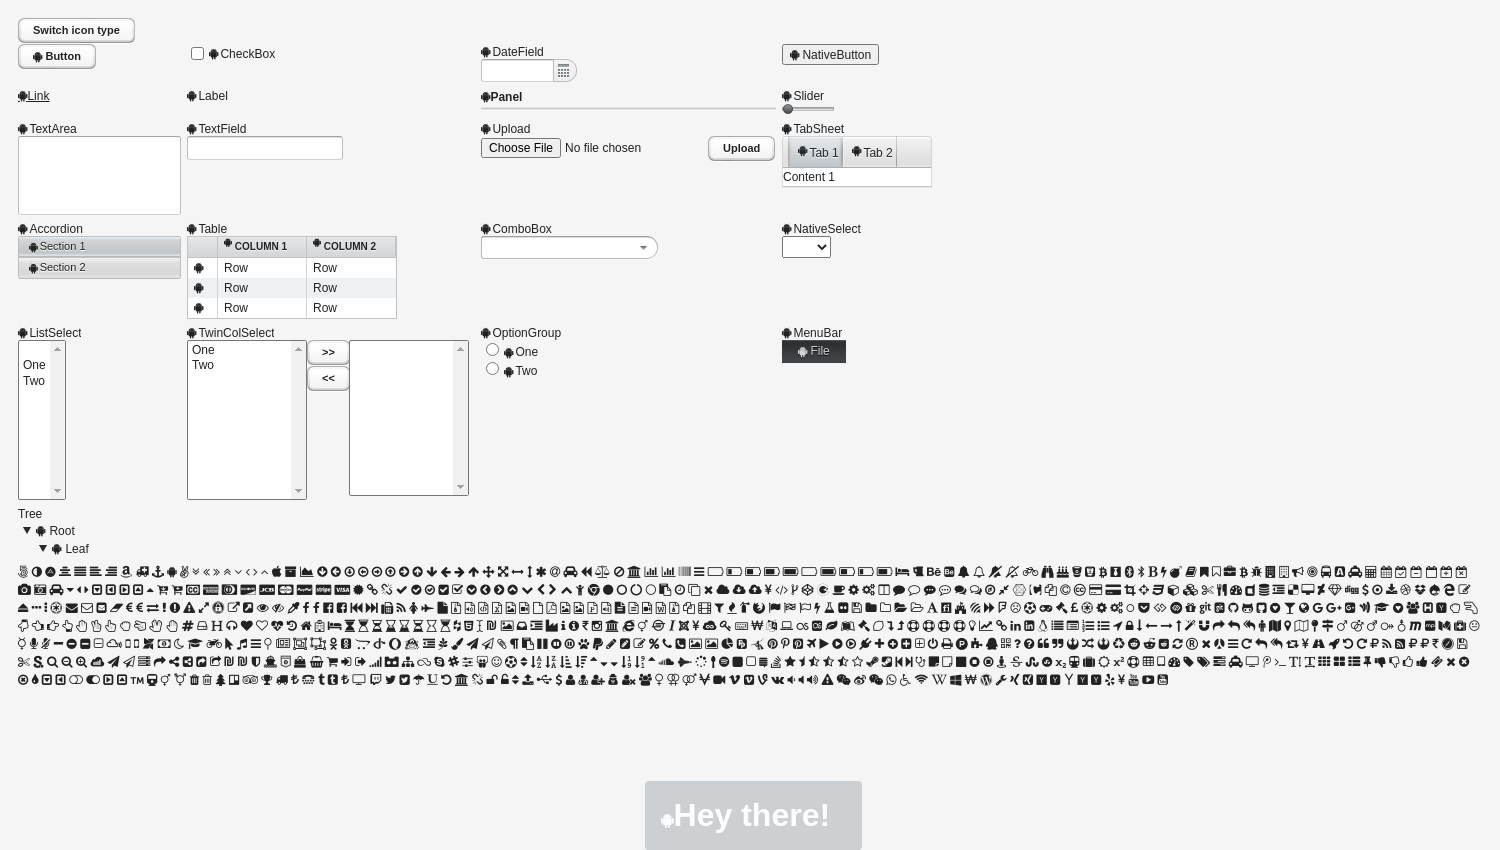 Switch icon type
Button
CheckBox
DateField
NativeButton
Link
Label
Panel
Slider
TextArea
TextField
Upload
Choose File No file chosen
Upload
TabSheet
Tab 1 Tab 2
Content 1
Accordion
Section 1
Section 2
Table
COLUMN 1 COLUMN 2
Row Row
Row Row
Row Row
ComboBox
NativeSelect
ListSelect
One
Two
TwinColSelect
One
Two
>>
<<
OptionGroup
One
Two
MenuBar
File
Tree
Root
Leaf
Hey there!